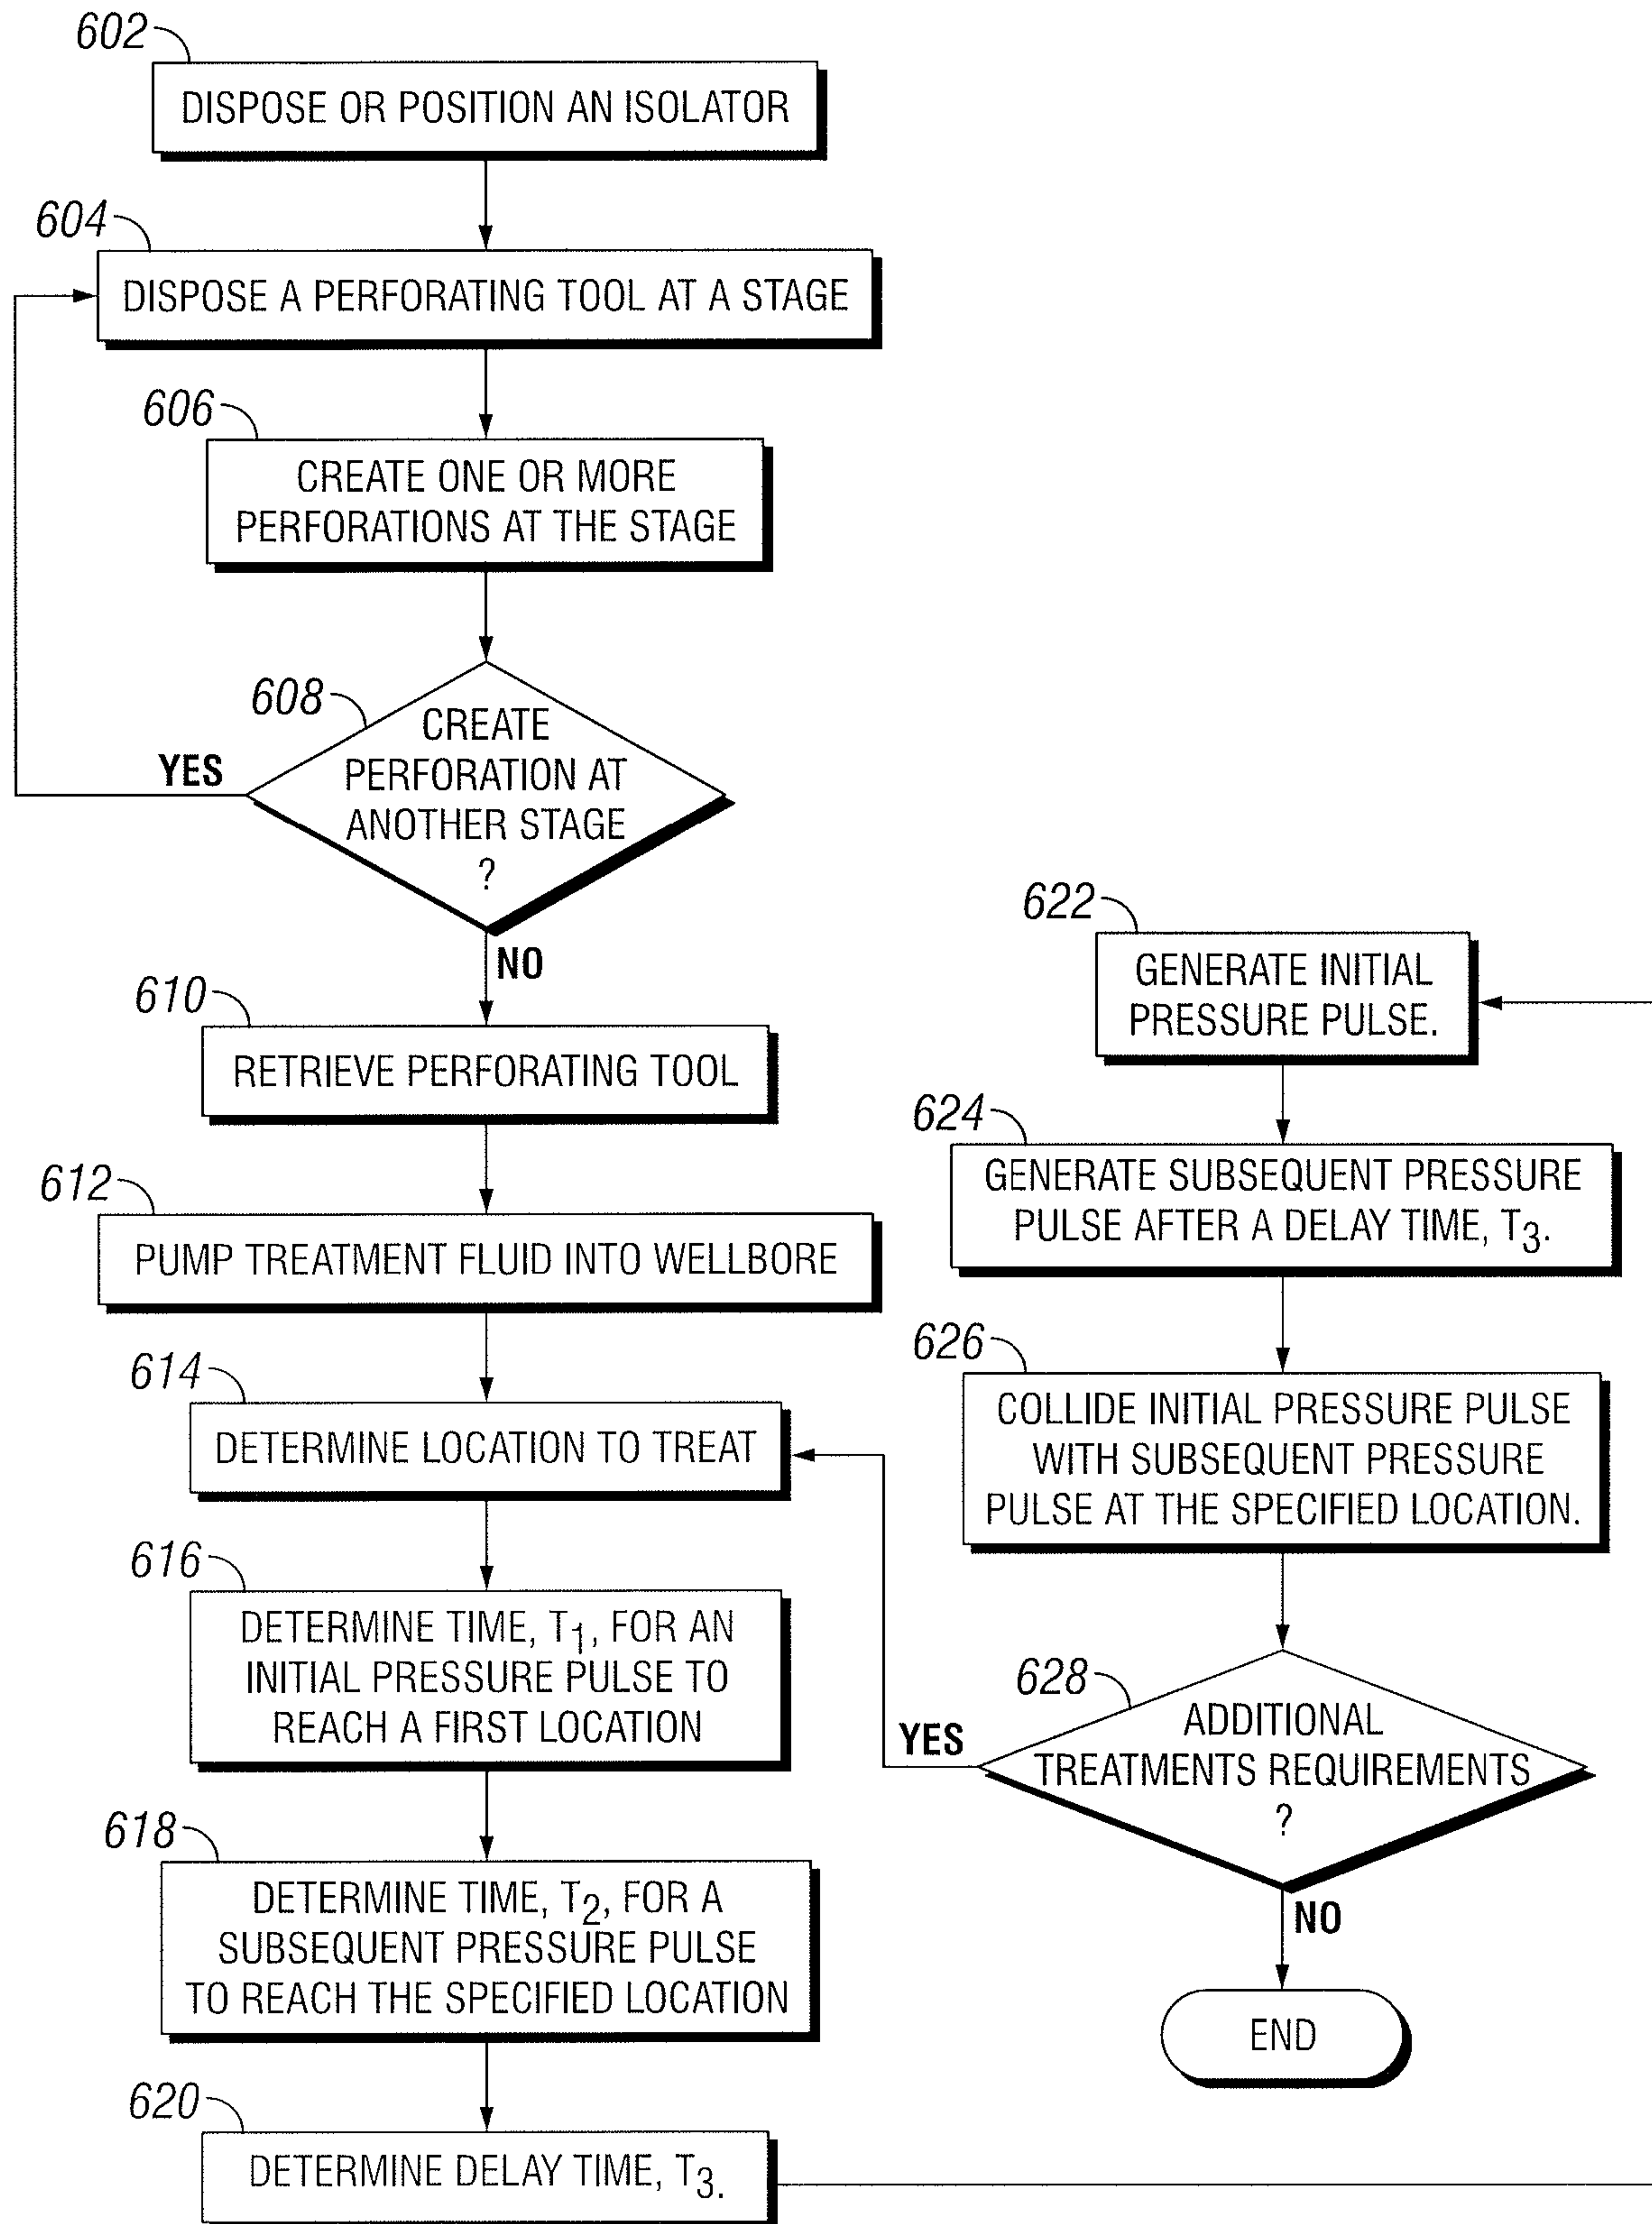 602
DISPOSE OR POSITION AN ISOLATOR
604
DISPOSE A PERFORATING TOOL AT A STAGE
606
CREATE ONE OR MORE
PERFORATIONS AT THE STAGE
608
CREATE
PERFORATION AT
ANOTHER STAGE
?
YES
NO
610
RETRIEVE PERFORATING TOOL
612
PUMP TREATMENT FLUID INTO WELLBORE
614
DETERMINE LOCATION TO TREAT
616
DETERMINE TIME, T1, FOR AN
INITIAL PRESSURE PULSE TO
REACH A FIRST LOCATION
618
DETERMINE TIME, T2, FOR A
SUBSEQUENT PRESSURE PULSE
TO REACH THE SPECIFIED LOCATION
620
DETERMINE DELAY TIME, T3.
622
GENERATE INITIAL
PRESSURE PULSE.
624
GENERATE SUBSEQUENT PRESSURE
PULSE AFTER A DELAY TIME, T3.
626
COLLIDE INITIAL PRESSURE PULSE
WITH SUBSEQUENT PRESSURE
PULSE AT THE SPECIFIED LOCATION.
628
ADDITIONAL
TREATMENTS REQUIREMENTS
?
YES
NO
END